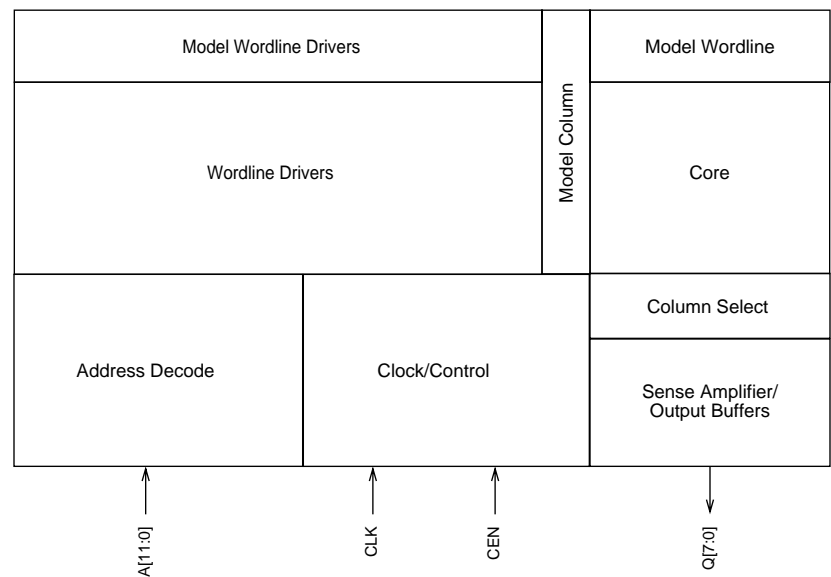 Model Wordline Drivers
Model Wordline
Model Column
Wordline Drivers
Core
Address Decode
Clock/Control
Column Select
Sense Amplifier/
Output Buffers
A[11:0]
CLK
CEN
Q[7:0]